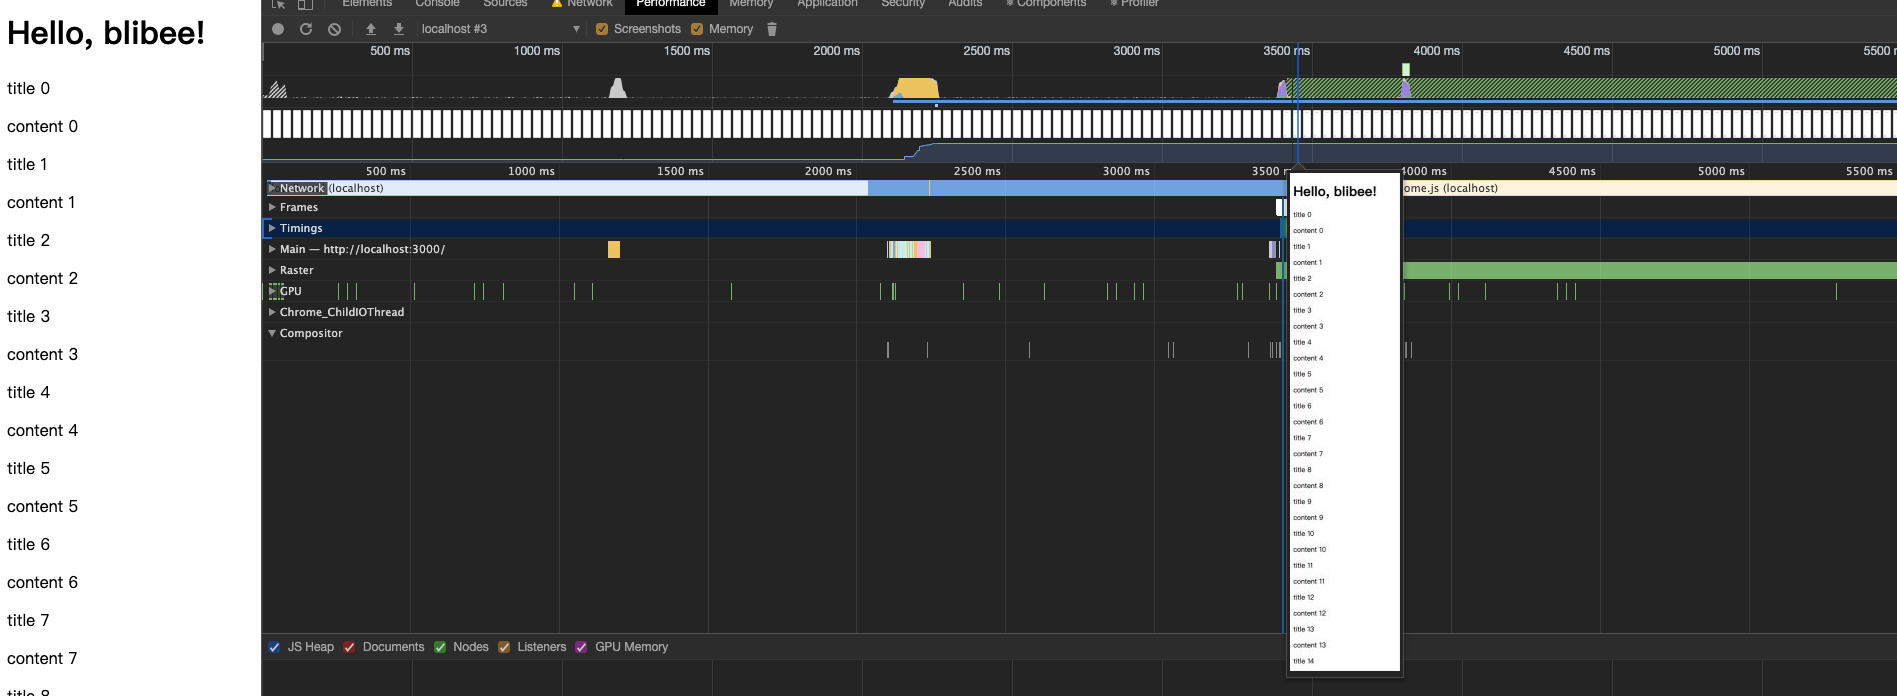 Hello, blibee!
title 0
content 0
title 1
content 1
title 2
content 2
title 3
content 3
title 4
content 4
title 5
content 5
title 6
content 6
title 7
content 7
title 8
Elements Console Sources Network Performance Memory Application Security Audits Components Profiler
localhost #3 Screenshots Memory
500 ms 1000 ms 1500 ms 2000 ms 2500 ms 3000 ms 3500 ms 4000 ms 4500 ms 5000 ms 5500 m
500 ms 1000 ms 1500 ms 2000 ms 2500 ms 3000 ms 3500 4000 ms 4500 ms 5000 ms 5500 ms
Network (localhost) ome.js (localhost)
Frames
Timings
Main — http://localhost:3000/
Raster
GPU
Chrome_ChildIOThread
Compositor
Hello, blibee!
title 0
content 0
title 1
content 1
title 2
content 2
title 3
content 3
title 4
content 4
title 5
content 5
title 6
content 6
title 7
content 7
title 8
content 8
title 9
content 9
title 10
content 10
title 11
content 11
title 12
content 12
title 13
content 13
title 14
JS Heap Documents Nodes Listeners GPU Memory